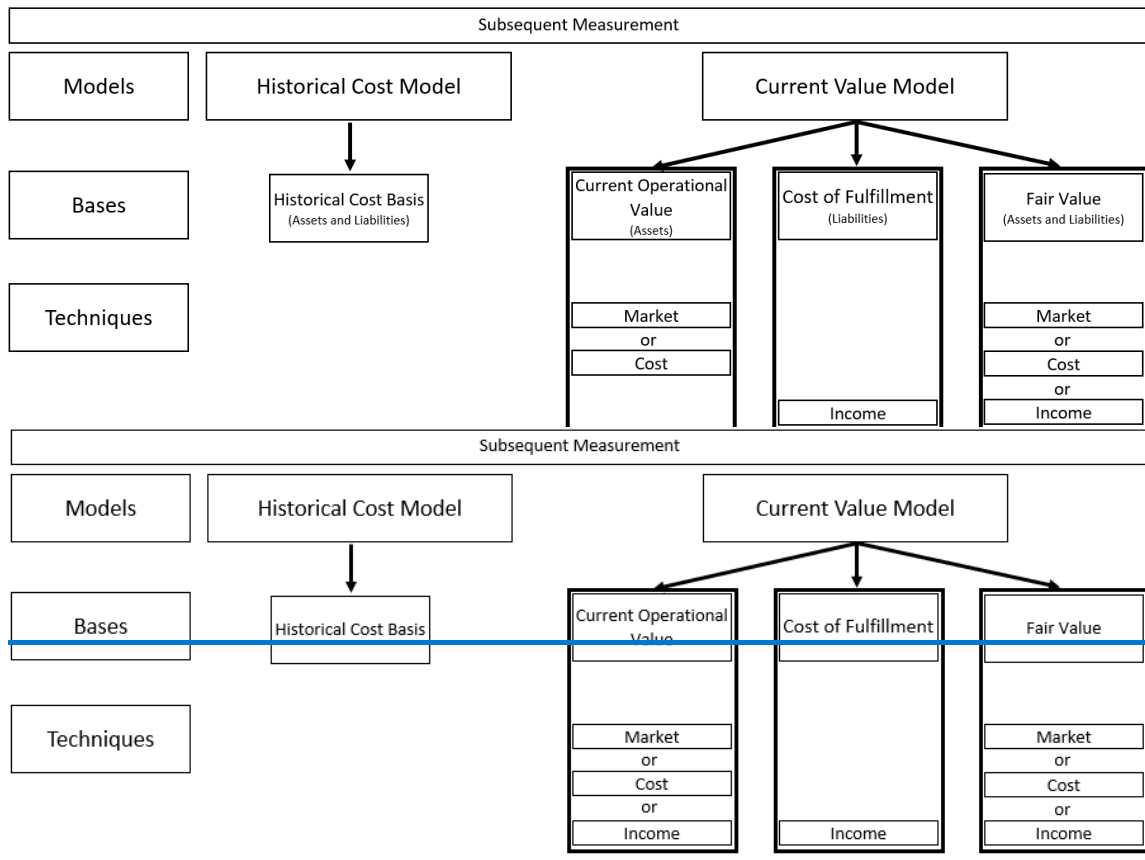 Subsequent Measurement
Models
Historical Cost Model
Current Value Model
Bases
Historical Cost Basis
(Assets and Liabilities)
Current Operational
Value
(Assets)
Cost of Fulfillment
(Liabilities)
Fair Value
(Assets and Liabilities)
Techniques
Market
or
Cost
Income
Market
or
Cost
or
Income
Subsequent Measurement
Models
Historical Cost Model
Current Value Model
Bases
Historical Cost Basis
Current Operational
Value
Cost of Fulfillment
Fair Value
Techniques
Market
or
Cost
or
Income
Income
Market
or
Cost
or
Income